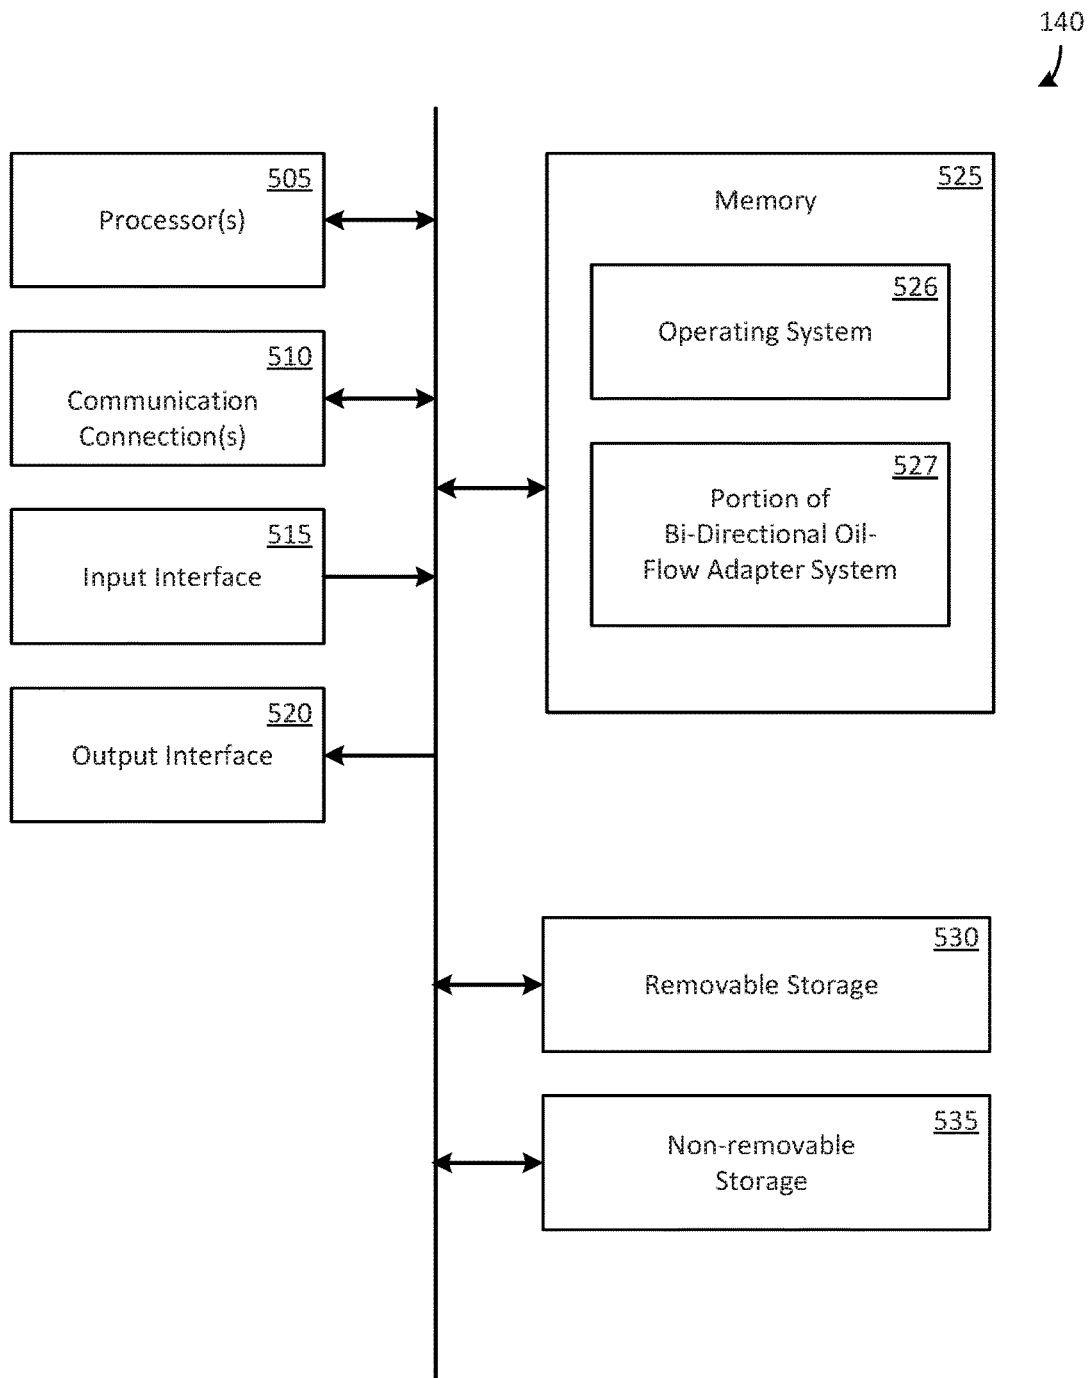 140
505
Processor(s)
510
Communication
Connection(s)
515
Input Interface
520
Output Interface
525
Memory
526
Operating System
527
Portion of
Bi-Directional Oil-
Flow Adapter System
530
Removable Storage
535
Non-removable
Storage